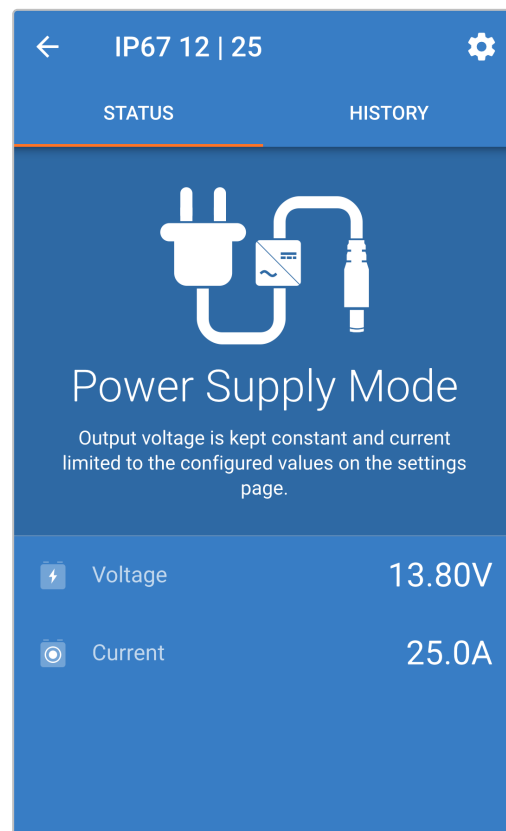 IP67 12 | 25
STATUS
HISTORY
Power Supply Mode
Output voltage is kept constant and current
limited to the configured values on the settings
page.
Voltage
13.80V
Current
25.0A